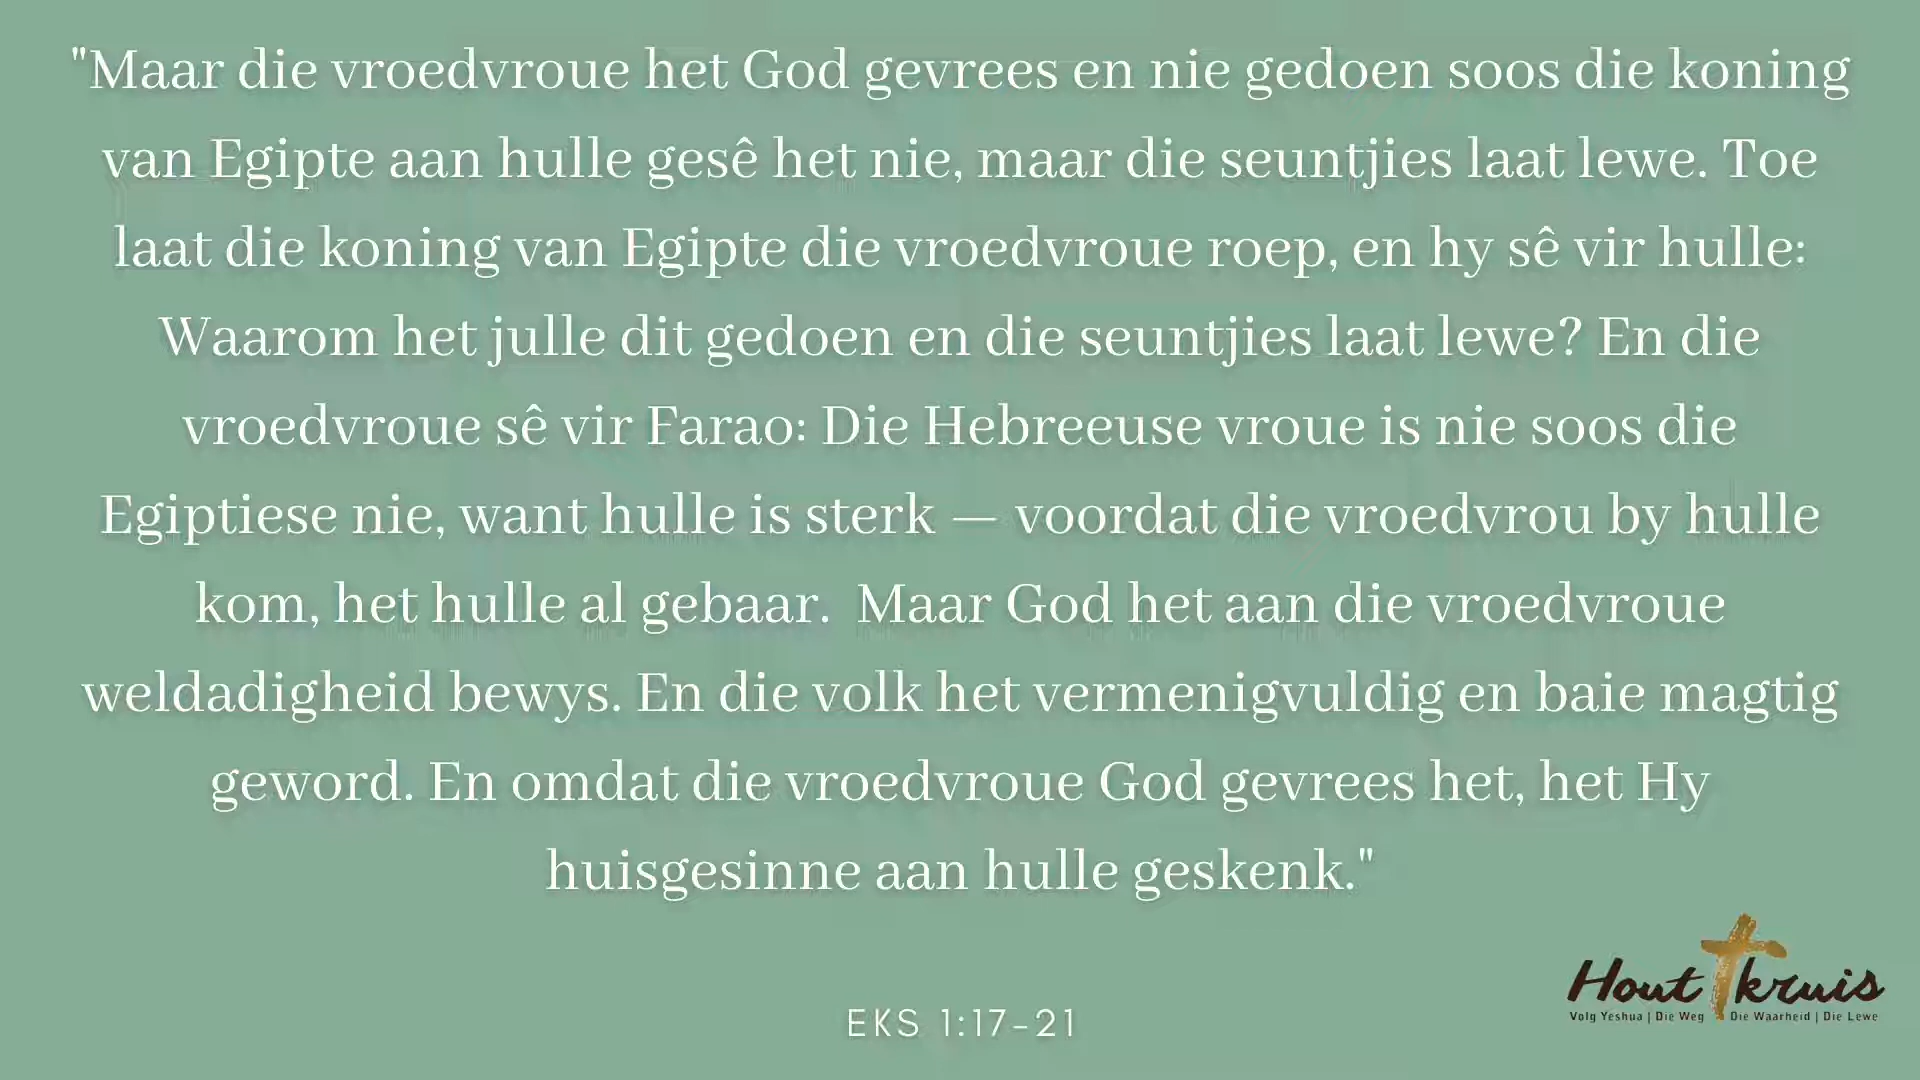 "Maar die vroedvroue het God gevrees en nie gedoen soos die koning
van Egipte aan hulle gesê het nie, maar die seuntjies laat lewe. Toe
laat die koning van Egipte die vroedvroue roep, en hy sê vir hulle:
Waarom het julle dit gedoen en die seuntjies laat lewe? En die
vroedvroue sê vir Farao: Die Hebreeuse vroue is nie soos die
Egiptiese nie, want hulle is sterk — voordat die vroedvrou by hulle
kom, het hulle al gebaar.  Maar God het aan die vroedvroue
weldadigheid bewys. En die volk het vermenigvuldig en baie magtig
geword. En omdat die vroedvroue God gevrees het, het Hy
huisgesinne aan hulle geskenk."
Hout kruis
Volg Yeshua | Die Weg Die Waarheid | Die Lewe
EKS 1:17-21